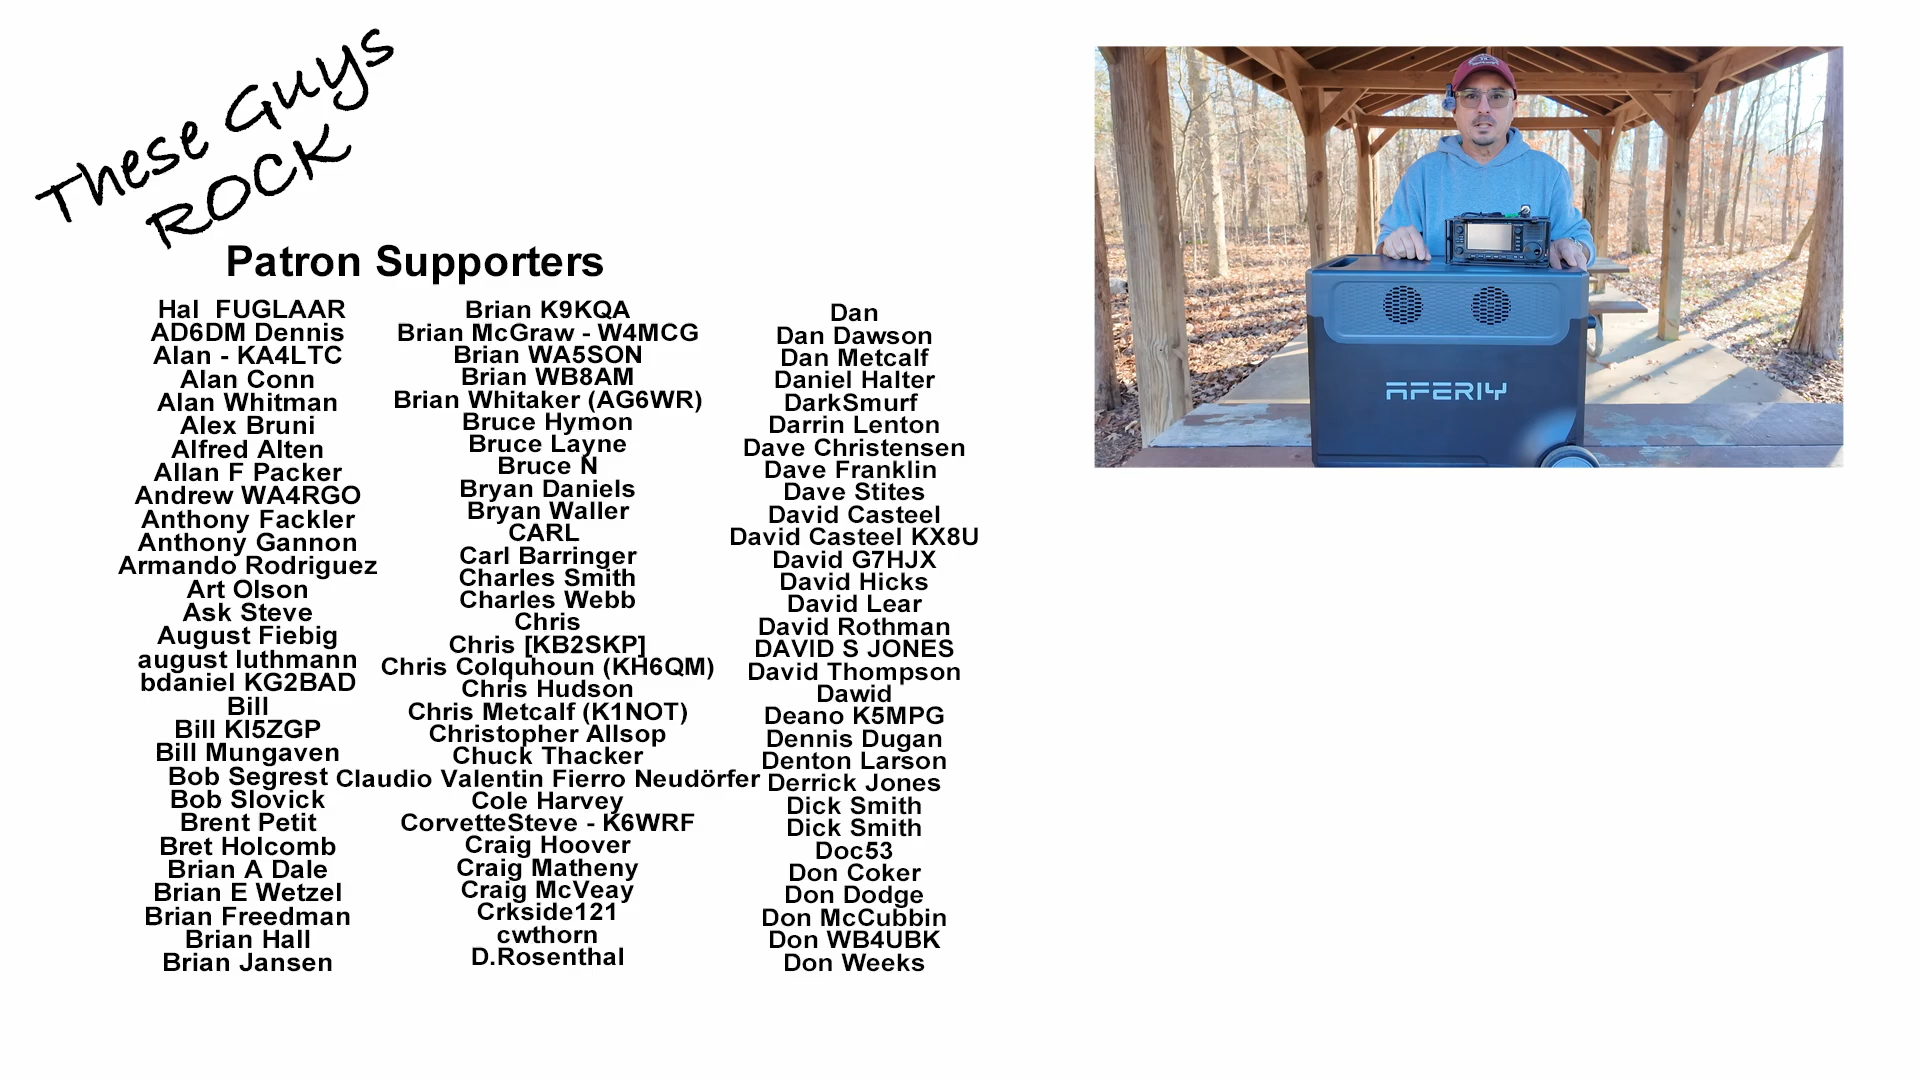 These Guys
ROCK
Patron Supporters
Hal  FUGLAAR
AD6DM Dennis
Alan - KA4LTC
Alan Conn
Alan Whitman
Alex Bruni
Alfred Alten
Allan F Packer
Andrew WA4RGO
Anthony Fackler
Anthony Gannon
Armando Rodriguez
Art Olson
Ask Steve
August Fiebig
august luthmann
bdaniel KG2BAD
Bill
Bill KI5ZGP
Bill Mungaven
Bob Segrest
Bob Slovick
Brent Petit
Bret Holcomb
Brian A Dale
Brian E Wetzel
Brian Freedman
Brian Hall
Brian Jansen
Brian K9KQA
Brian McGraw - W4MCG
Brian WA5SON
Brian WB8AM
Brian Whitaker (AG6WR)
Bruce Hymon
Bruce Layne
Bruce N
Bryan Daniels
Bryan Waller
CARL
Carl Barringer
Charles Smith
Charles Webb
Chris
Chris [KB2SKP]
Chris Colquhoun (KH6QM)
Chris Hudson
Chris Metcalf (K1NOT)
Christopher Allsop
Chuck Thacker
Claudio Valentin Fierro Neudörfer
Cole Harvey
CorvetteSteve - K6WRF
Craig Hoover
Craig Matheny
Craig McVeay
Crkside121
cwthorn
D.Rosenthal
Dan
Dan Dawson
Dan Metcalf
Daniel Halter
DarkSmurf
Darrin Lenton
Dave Christensen
Dave Franklin
Dave Stites
David Casteel
David Casteel KX8U
David G7HJX
David Hicks
David Lear
David Rothman
DAVID S JONES
David Thompson
Dawid
Deano K5MPG
Dennis Dugan
Denton Larson
Derrick Jones
Dick Smith
Dick Smith
Doc53
Don Coker
Don Dodge
Don McCubbin
Don WB4UBK
Don Weeks
AFERIY